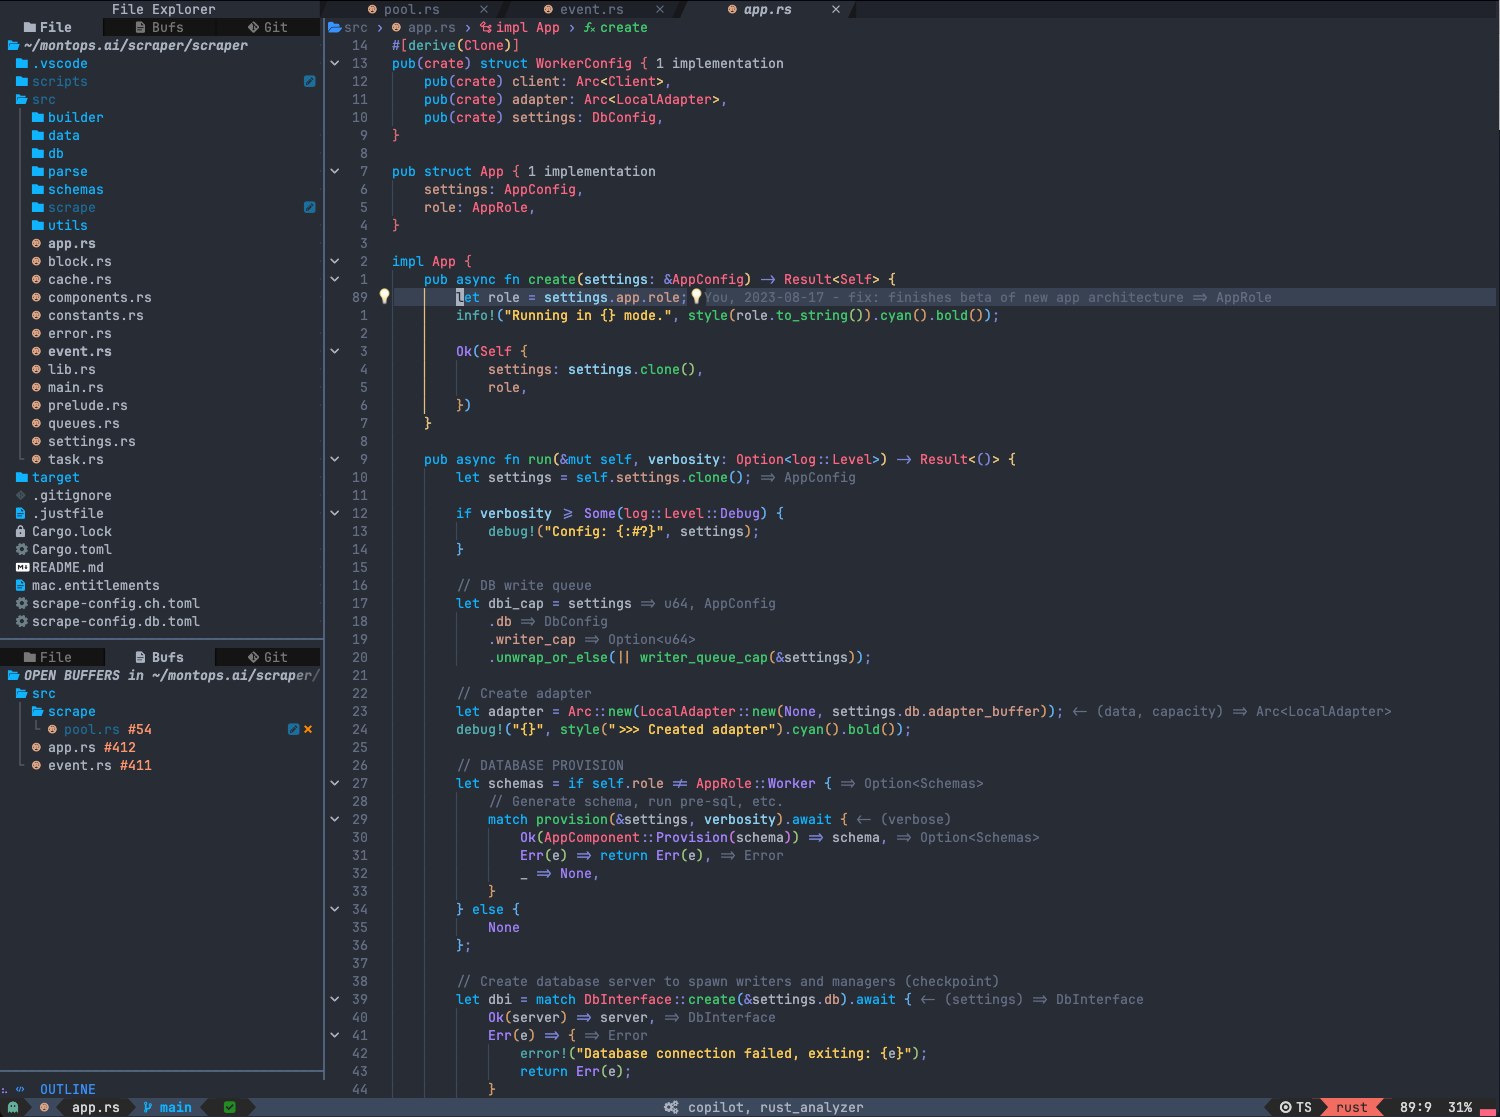 File Explorer
File Bufs Git
~/montops.ai/scraper/scraper
.vscode
scripts
src
builder
data
db
parse
schemas
scrape
utils
app.rs
block.rs
cache.rs
components.rs
constants.rs
error.rs
event.rs
lib.rs
main.rs
prelude.rs
queues.rs
settings.rs
task.rs
target
.gitignore
.justfile
Cargo.lock
Cargo.toml
README.md
mac.entitlements
scrape-config.ch.toml
scrape-config.db.toml
File Bufs Git
OPEN BUFFERS in ~/montops.ai/scraper/
src
scrape
pool.rs #54
app.rs #412
event.rs #411
OUTLINE
pool.rs × event.rs × app.rs ×
src › app.rs › impl App › create
14 #[derive(Clone)]
13 pub(crate) struct WorkerConfig { 1 implementation
12 pub(crate) client: Arc<Client>,
11 pub(crate) adapter: Arc<LocalAdapter>,
10 pub(crate) settings: DbConfig,
9 }
8
7 pub struct App { 1 implementation
6 settings: AppConfig,
5 role: AppRole,
4 }
3
2 impl App {
1 pub async fn create(settings: &AppConfig) -> Result<Self> {
89 let role = settings.app.role; You, 2023-08-17 - fix: finishes beta of new app architecture => AppRole
1 info!("Running in {} mode.", style(role.to_string()).cyan().bold());
2
3 Ok(Self {
4 settings: settings.clone(),
5 role,
6 })
7 }
8
9 pub async fn run(&mut self, verbosity: Option<log::Level>) -> Result<()> {
10 let settings = self.settings.clone(); => AppConfig
11
12 if verbosity >= Some(log::Level::Debug) {
13 debug!("Config: {:#?}", settings);
14 }
15
16 // DB write queue
17 let dbi_cap = settings => u64, AppConfig
18 .db => DbConfig
19 .writer_cap => Option<u64>
20 .unwrap_or_else(|| writer_queue_cap(&settings));
21
22 // Create adapter
23 let adapter = Arc::new(LocalAdapter::new(None, settings.db.adapter_buffer)); <- (data, capacity) => Arc<LocalAdapter>
24 debug!("{}", style(">>> Created adapter").cyan().bold());
25
26 // DATABASE PROVISION
27 let schemas = if self.role != AppRole::Worker { => Option<Schemas>
28 // Generate schema, run pre-sql, etc.
29 match provision(&settings, verbosity).await { <- (verbose)
30 Ok(AppComponent::Provision(schema)) => schema, => Option<Schemas>
31 Err(e) => return Err(e), => Error
32 _ => None,
33 }
34 } else {
35 None
36 };
37
38 // Create database server to spawn writers and managers (checkpoint)
39 let dbi = match DbInterface::create(&settings.db).await { <- (settings) => DbInterface
40 Ok(server) => server, => DbInterface
41 Err(e) => { => Error
42 error!("Database connection failed, exiting: {e}");
43 return Err(e);
44 }
app.rs main copilot, rust_analyzer TS rust 89:9 31%